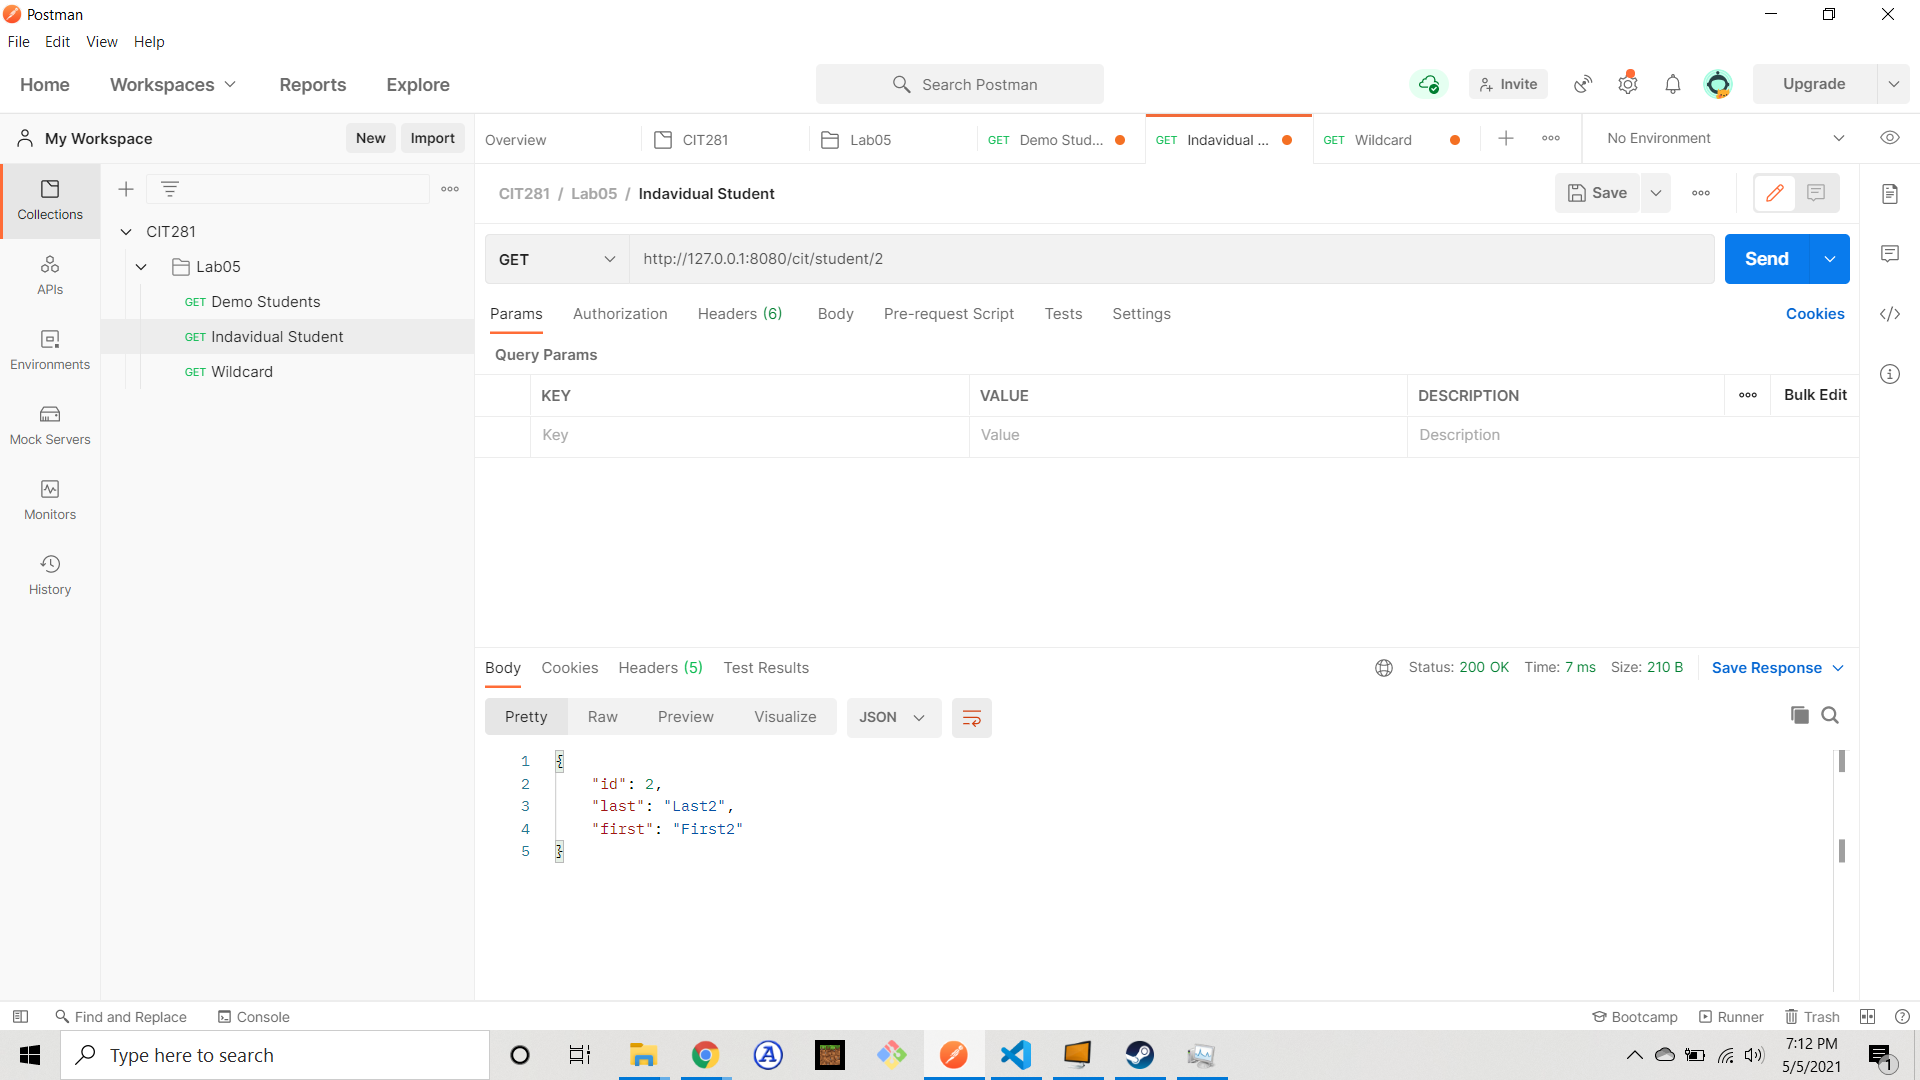 Postman
File Edit View Help
Home Workspaces Reports Explore Search Postman Invite Upgrade
My Workspace New Import Overview CIT281 Lab05 GET Demo Stud... GET Indavidual ... GET Wildcard No Environment
Collections
APIs
Environments
Mock Servers
Monitors
History
CIT281
Lab05
GET Demo Students
GET Indavidual Student
GET Wildcard
CIT281 / Lab05 / Indavidual Student Save
GET http://127.0.0.1:8080/cit/student/2 Send
Params Authorization Headers (6) Body Pre-request Script Tests Settings Cookies
Query Params
KEY VALUE DESCRIPTION Bulk Edit
Key Value Description
Body Cookies Headers (5) Test Results Status: 200 OK Time: 7 ms Size: 210 B Save Response
Pretty Raw Preview Visualize JSON
1 {
2 "id": 2,
3 "last": "Last2",
4 "first": "First2"
5 }
Find and Replace Console Bootcamp Runner Trash
Type here to search 7:12 PM
5/5/2021 1